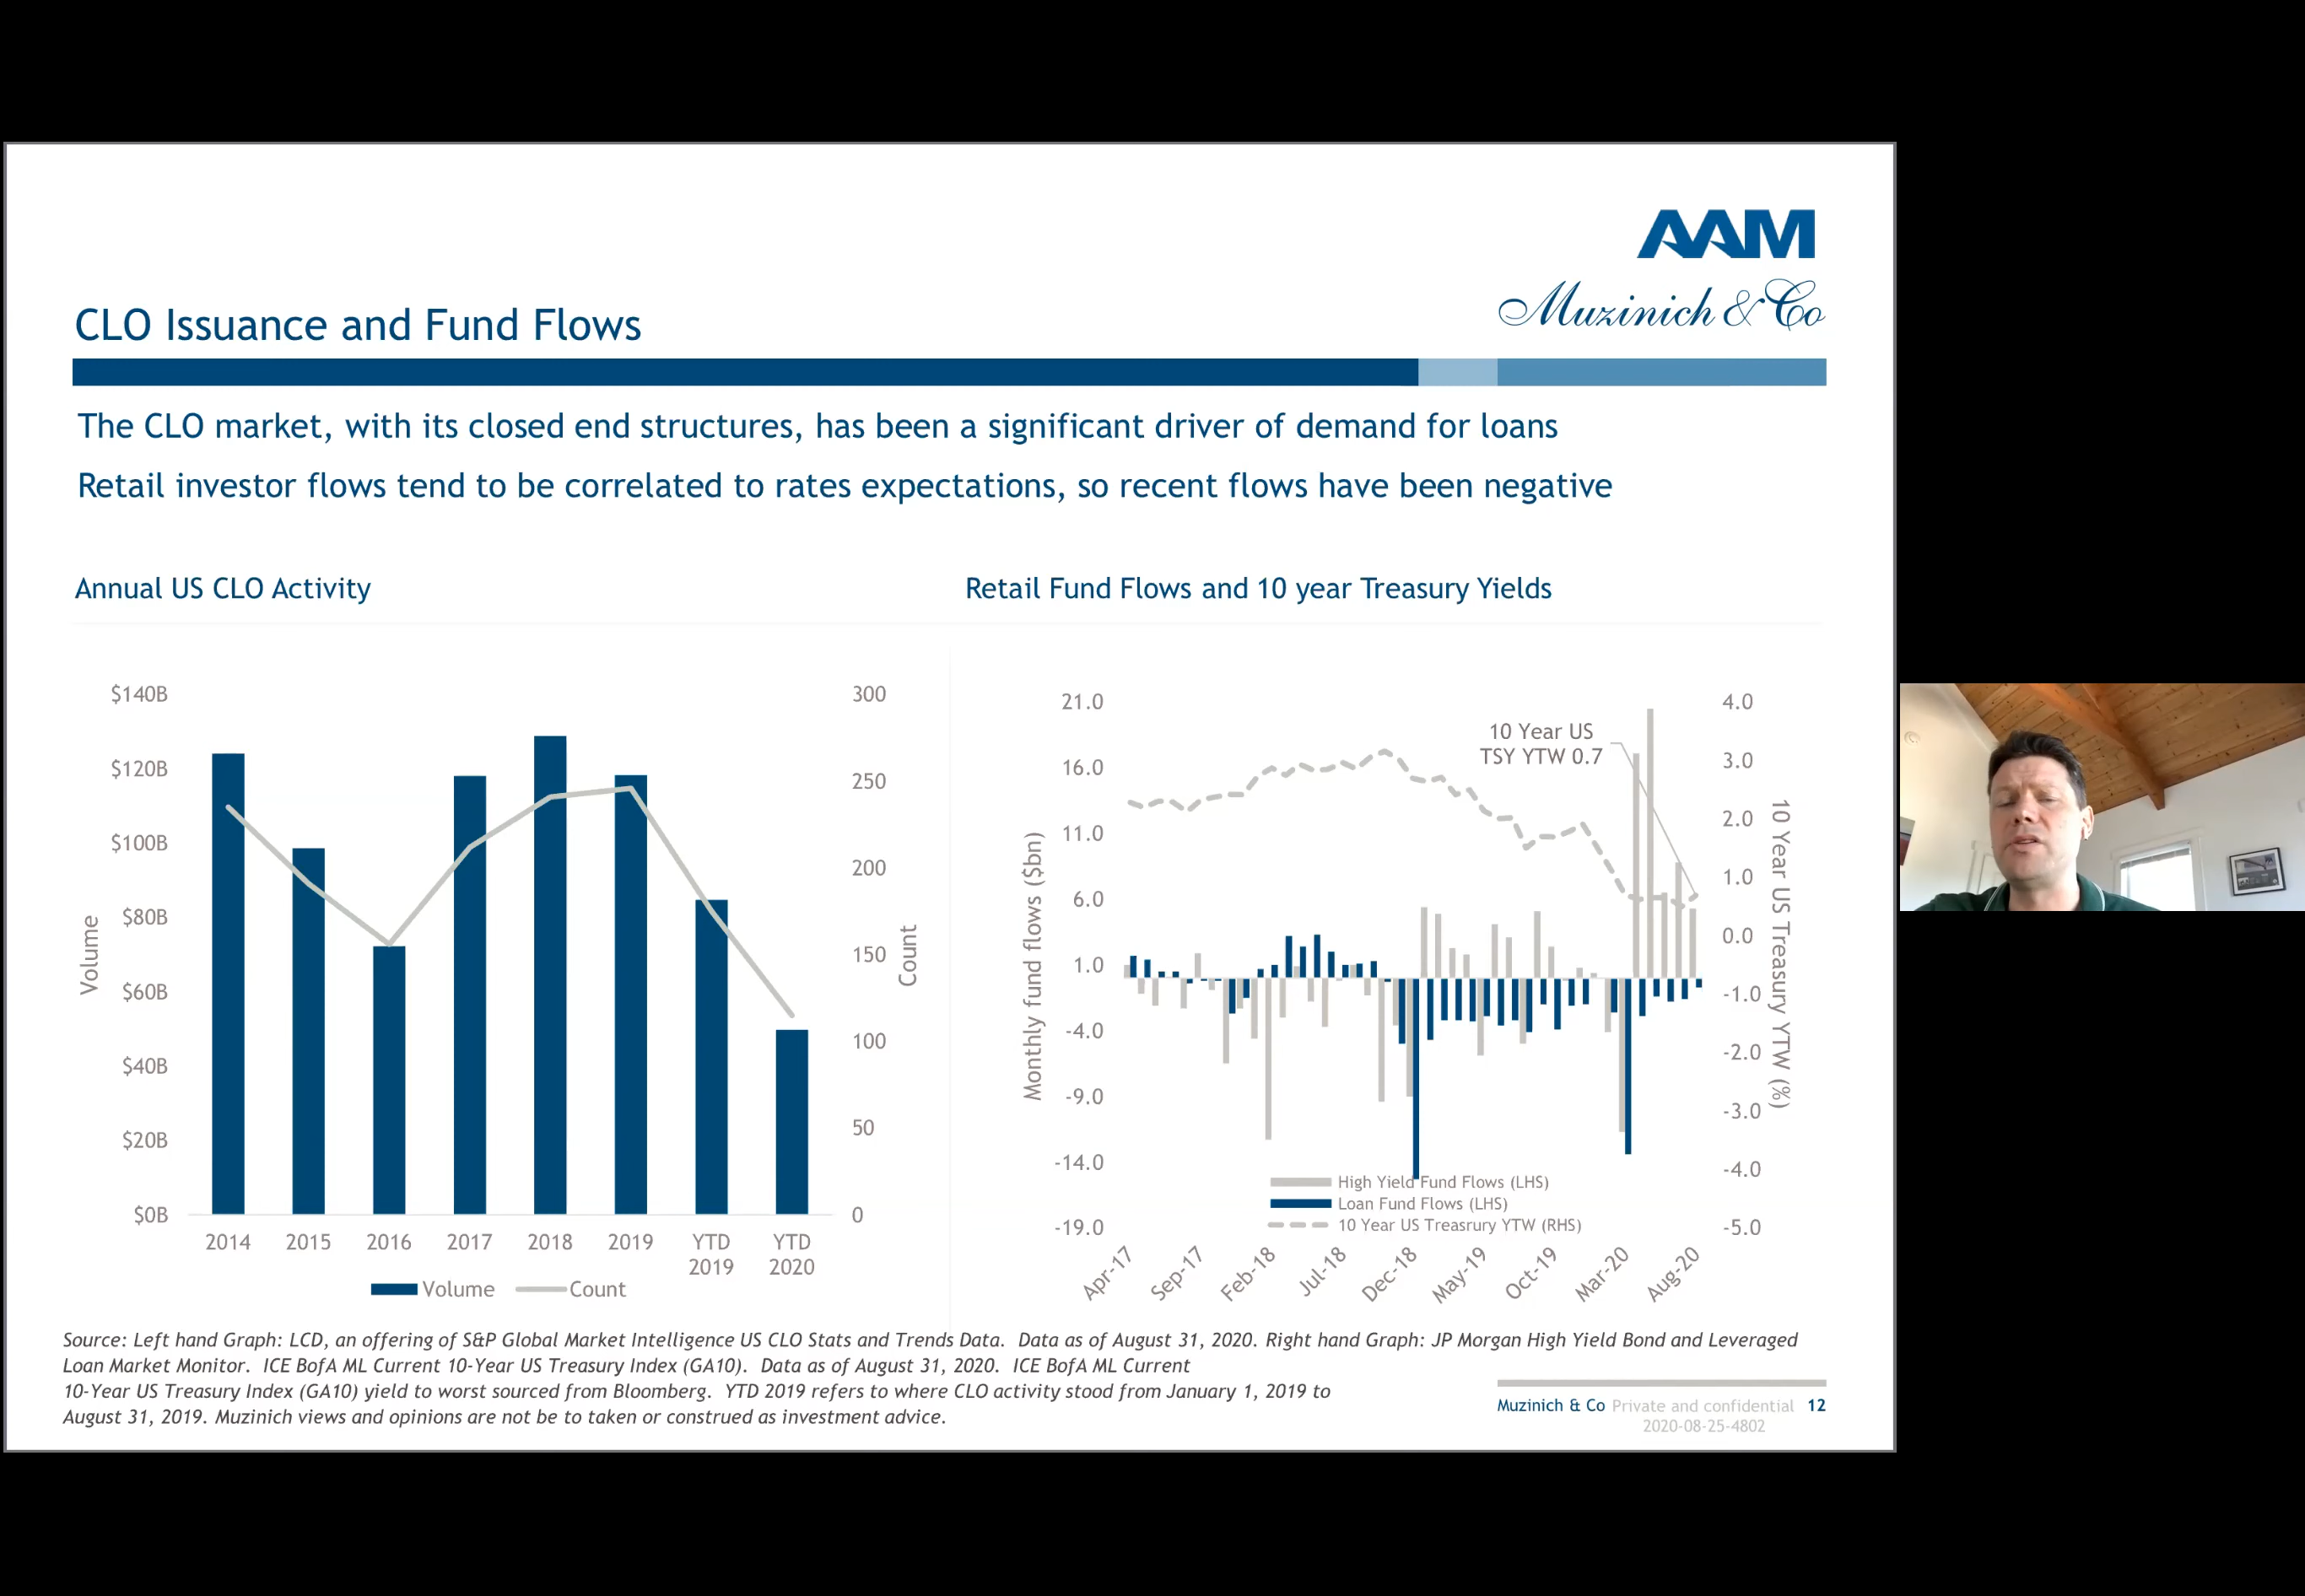 AAM
Muzinich & Co
CLO Issuance and Fund Flows
The CLO market, with its closed end structures, has been a significant driver of demand for loans
Retail investor flows tend to be correlated to rates expectations, so recent flows have been negative
Annual US CLO Activity
$140B
$120B
$100B
$80B
$60B
$40B
$20B
$0B
Volume
300
250
200
150
100
50
0
Count
2014 2015 2016 2017 2018 2019 YTD 2019 YTD 2020
Volume Count
Retail Fund Flows and 10 year Treasury Yields
21.0
16.0
11.0
6.0
1.0
-4.0
-9.0
-14.0
-19.0
Monthly fund flows ($bn)
10 Year US
TSY YTW 0.7
4.0
3.0
2.0
1.0
0.0
-1.0
-2.0
-3.0
-4.0
-5.0
10 Year US Treasury YTW (%)
High Yield Fund Flows (LHS)
Loan Fund Flows (LHS)
10 Year US Treasrury YTW (RHS)
Apr-17 Sep-17 Feb-18 Jul-18 Dec-18 May-19 Oct-19 Mar-20 Aug-20
Source: Left hand Graph: LCD, an offering of S&P Global Market Intelligence US CLO Stats and Trends Data. Data as of August 31, 2020. Right hand Graph: JP Morgan High Yield Bond and Leveraged
Loan Market Monitor. ICE BofA ML Current 10-Year US Treasury Index (GA10). Data as of August 31, 2020. ICE BofA ML Current
10-Year US Treasury Index (GA10) yield to worst sourced from Bloomberg. YTD 2019 refers to where CLO activity stood from January 1, 2019 to
August 31, 2019. Muzinich views and opinions are not be to taken or construed as investment advice.
Muzinich & Co Private and confidential 12
2020-08-25-4802